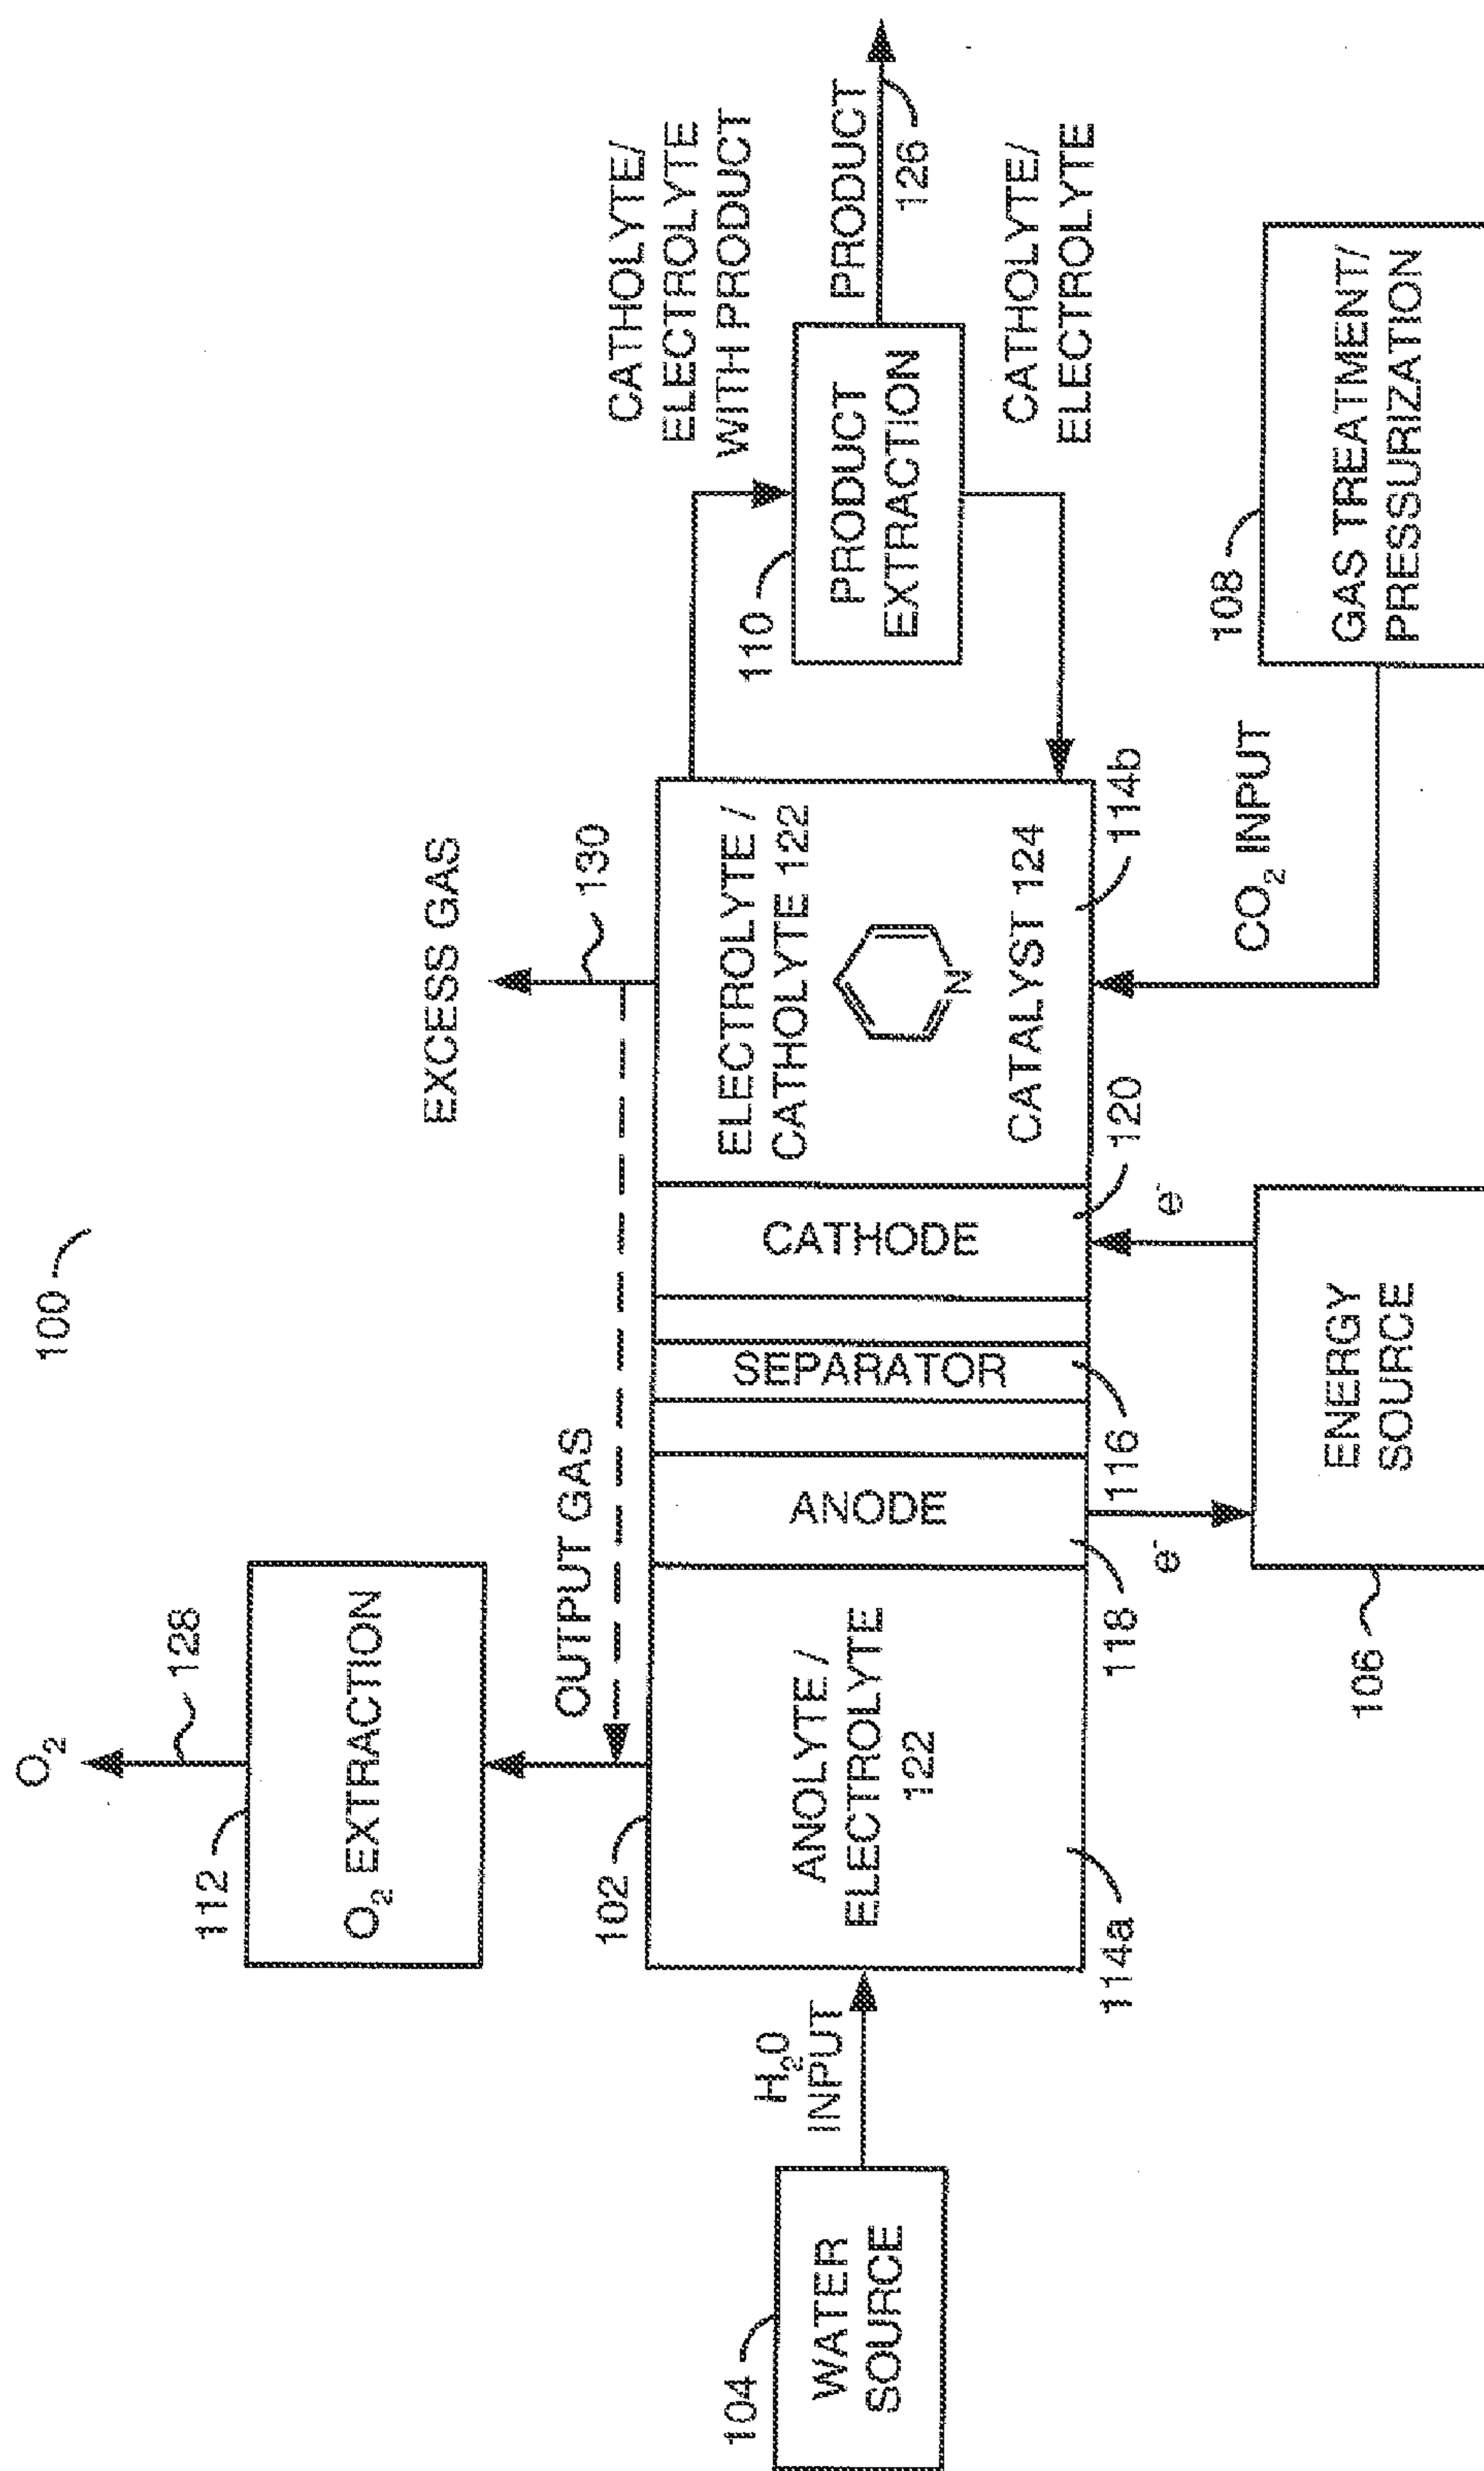 100
O2
128
112
O2 EXTRACTION
EXCESS GAS
130
OUTPUT GAS
102
CATHOLYTE/
ELECTROLYTE
WITH PRODUCT
104
WATER
SOURCE
H2O
INPUT
ANOLYTE /
ELECTROLYTE
122
ANODE
SEPARATOR
CATHODE
ELECTROLYTE /
CATHOLYTE 122
N
CATALYST 124
110
PRODUCT
EXTRACTION
PRODUCT
126
CATHOLYTE/
ELECTROLYTE
114a
118
116
120
114b
e-
e-
CO2 INPUT
108
106
ENERGY
SOURCE
GAS TREATMENT/
PRESSURIZATION